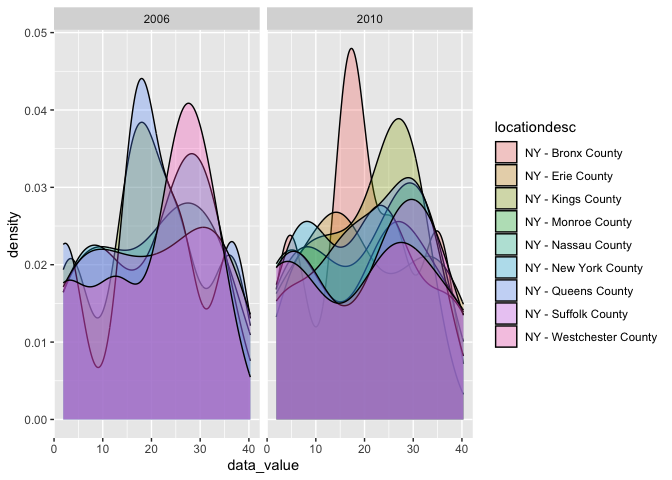 2006 2010
0.05
0.04
0.03
0.02
0.01
0.00
density
0 10 20 30 40 0 10 20 30 40
data_value
locationdesc
NY - Bronx County
NY - Erie County
NY - Kings County
NY - Monroe County
NY - Nassau County
NY - New York County
NY - Queens County
NY - Suffolk County
NY - Westchester County